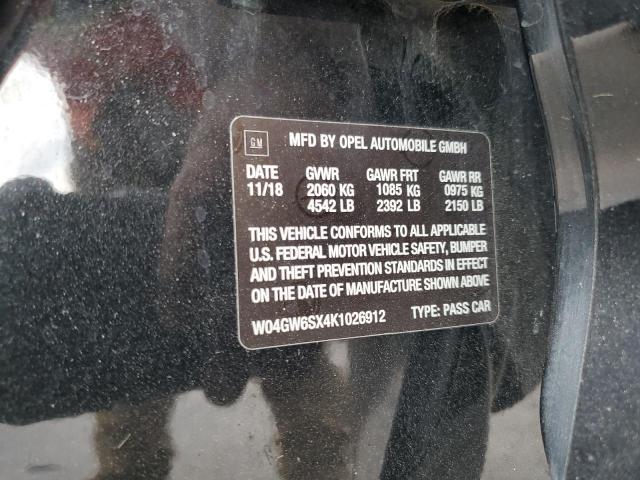 GM MFD BY OPEL AUTOMOBILE GMBH
DATE GVWR GAWR FRT GAWR RR
11/18 2060 KG 1085 KG 0975 KG
4542 LB 2392 LB 2150 LB
THIS VEHICLE CONFORMS TO ALL APPLICABLE
U.S. FEDERAL MOTOR VEHICLE SAFETY, BUMPER
AND THEFT PREVENTION STANDARDS IN EFFECT
ON THE DATE OF MANUFACTURE SHOWN ABOVE
W04GW6SX4K1026912 TYPE: PASS CAR